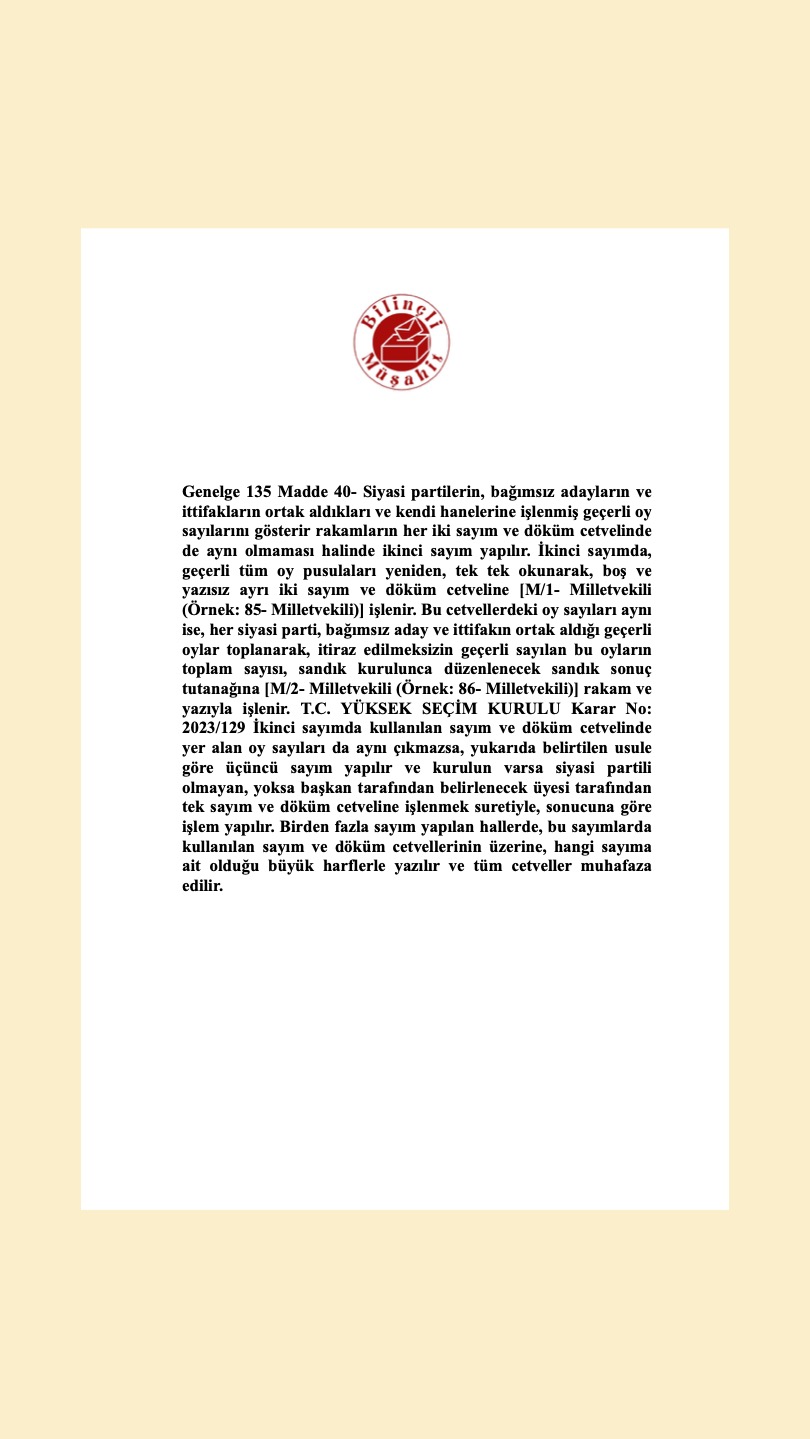 Bilinçli
Müşahit
Genelge 135 Madde 40- Siyasi partilerin, bağımsız adayların ve
ittifakların ortak aldıkları ve kendi hanelerine işlenmiş geçerli oy
sayılarını gösterir rakamların her iki sayım ve döküm cetvelinde
de aynı olmaması halinde ikinci sayım yapılır. İkinci sayımda,
geçerli tüm oy pusulaları yeniden, tek tek okunarak, boş ve
yazısız ayrı iki sayım ve döküm cetveline [M/1- Milletvekili
(Örnek: 85- Milletvekili)] işlenir. Bu cetvellerdeki oy sayıları aynı
ise, her siyasi parti, bağımsız aday ve ittifakın ortak aldığı geçerli
oylar toplanarak, itiraz edilmeksizin geçerli sayılan bu oyların
toplam sayısı, sandık kurulunca düzenlenecek sandık sonuç
tutanağına [M/2- Milletvekili (Örnek: 86- Milletvekili)] rakam ve
yazıyla işlenir. T.C. YÜKSEK SEÇİM KURULU Karar No:
2023/129 İkinci sayımda kullanılan sayım ve döküm cetvelinde
yer alan oy sayıları da aynı çıkmazsa, yukarıda belirtilen usule
göre üçüncü sayım yapılır ve kurulun varsa siyasi partili
olmayan, yoksa başkan tarafından belirlenecek üyesi tarafından
tek sayım ve döküm cetveline işlenmek suretiyle, sonucuna göre
işlem yapılır. Birden fazla sayım yapılan hallerde, bu sayımlarda
kullanılan sayım ve döküm cetvellerinin üzerine, hangi sayıma
ait olduğu büyük harflerle yazılır ve tüm cetveller muhafaza
edilir.